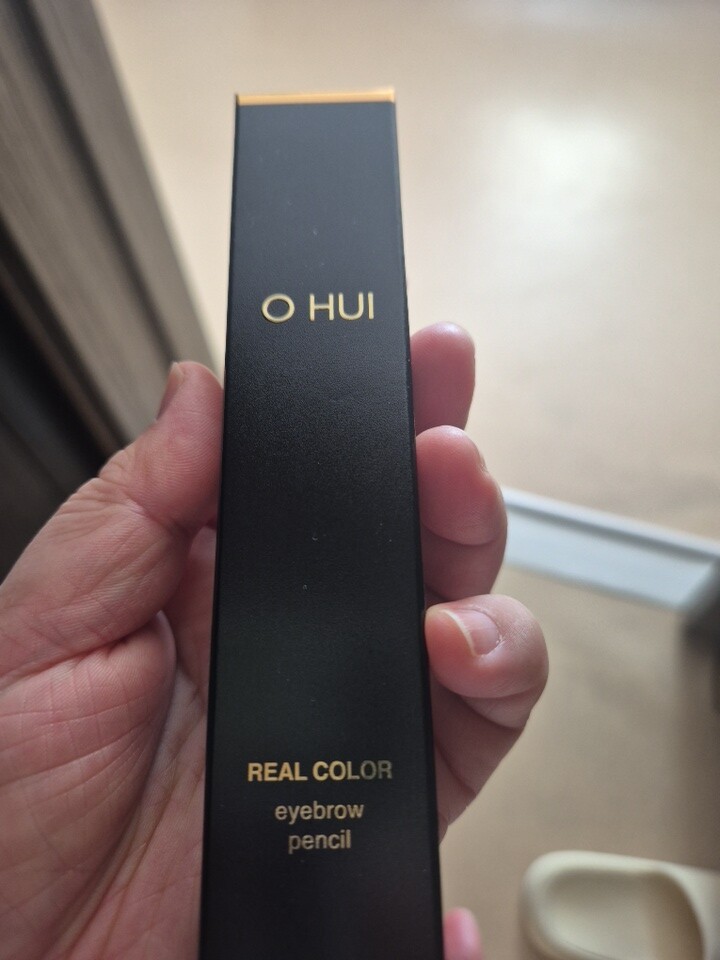 O HUI
REAL COLOR
eyebrow
pencil